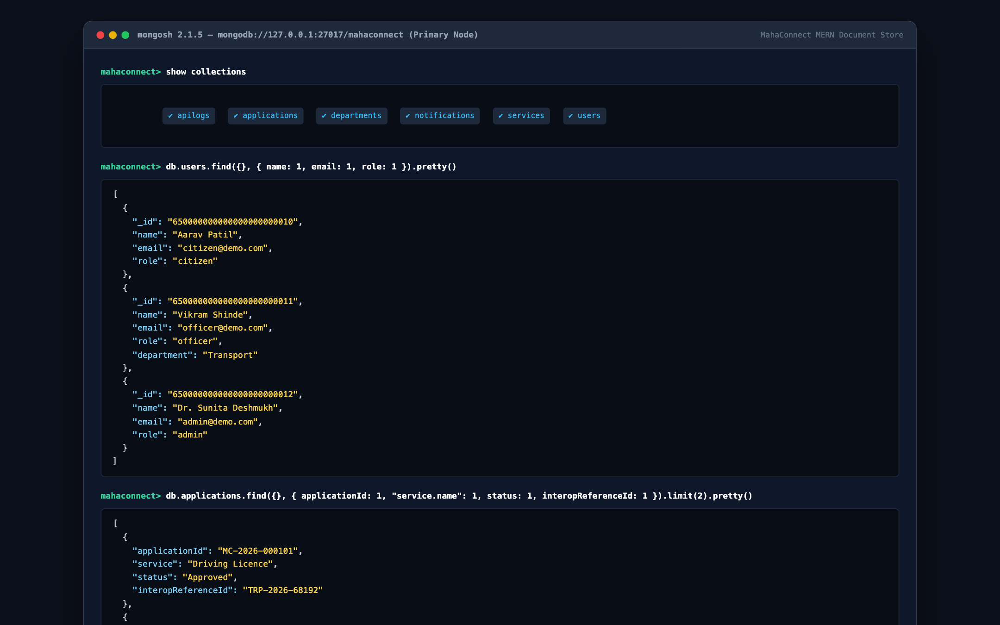 mongosh 2.1.5 — mongodb://127.0.0.1:27017/mahaconnect (Primary Node)
MahaConnect MERN Document Store
mahaconnect> show collections
✔ apilogs ✔ applications ✔ departments ✔ notifications ✔ services ✔ users
mahaconnect> db.users.find({}, { name: 1, email: 1, role: 1 }).pretty()
[
  {
    "_id": "650000000000000000000010",
    "name": "Aarav Patil",
    "email": "citizen@demo.com",
    "role": "citizen"
  },
  {
    "_id": "650000000000000000000011",
    "name": "Vikram Shinde",
    "email": "officer@demo.com",
    "role": "officer",
    "department": "Transport"
  },
  {
    "_id": "650000000000000000000012",
    "name": "Dr. Sunita Deshmukh",
    "email": "admin@demo.com",
    "role": "admin"
  }
]
mahaconnect> db.applications.find({}, { applicationId: 1, "service.name": 1, status: 1, interopReferenceId: 1 }).limit(2).pretty()
[
  {
    "applicationId": "MC-2026-000101",
    "service": "Driving Licence",
    "status": "Approved",
    "interopReferenceId": "TRP-2026-68192"
  },
  {